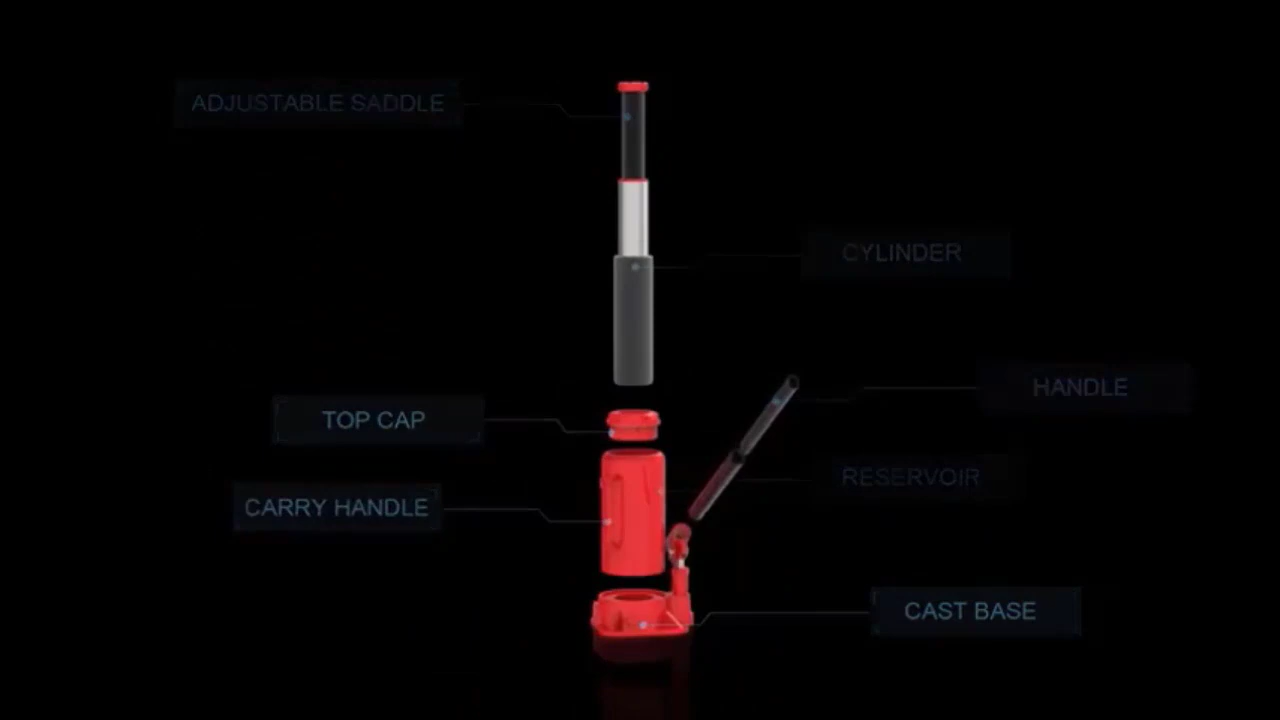 ADJUSTABLE SADDLE
CYLINDER
HANDLE
TOP CAP
RESERVOIR
CARRY HANDLE
CAST BASE